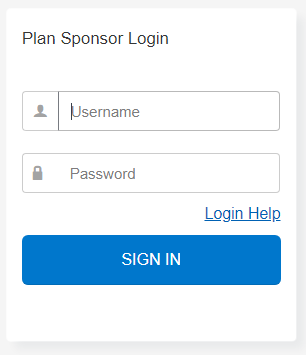 Plan Sponsor Login
Username
Password
Login Help
SIGN IN